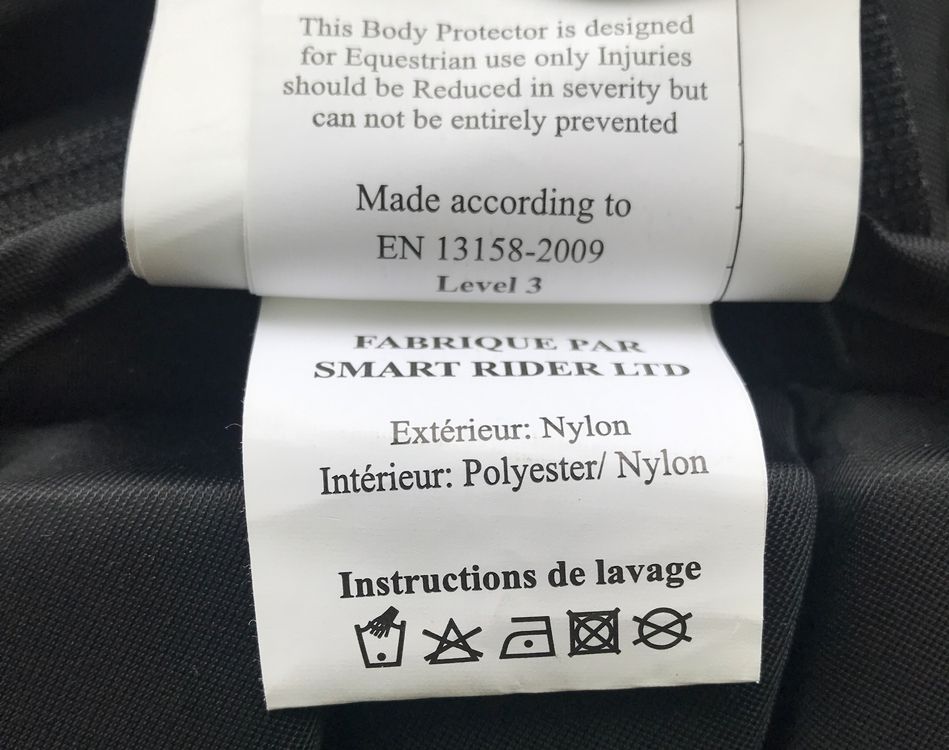 This Body Protector is designed
for Equestrian use only Injuries
should be Reduced in severity but
can not be entirely prevented
Made according to
EN 13158-2009
Level 3
FABRIQUE PAR
SMART RIDER LTD
Extérieur: Nylon
Intérieur: Polyester/ Nylon
Instructions de lavage